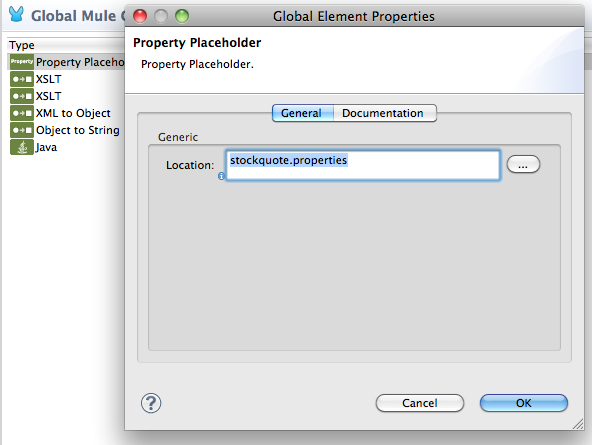 Global Mule
Global Element Properties
Type
Property Placeho
XSLT
XSLT
XML to Object
Object to String
Java
Property
Property Placeholder
Property Placeholder.
General
Documentation
Generic
Location:
stockquote.properties
...
i
?
Cancel
OK